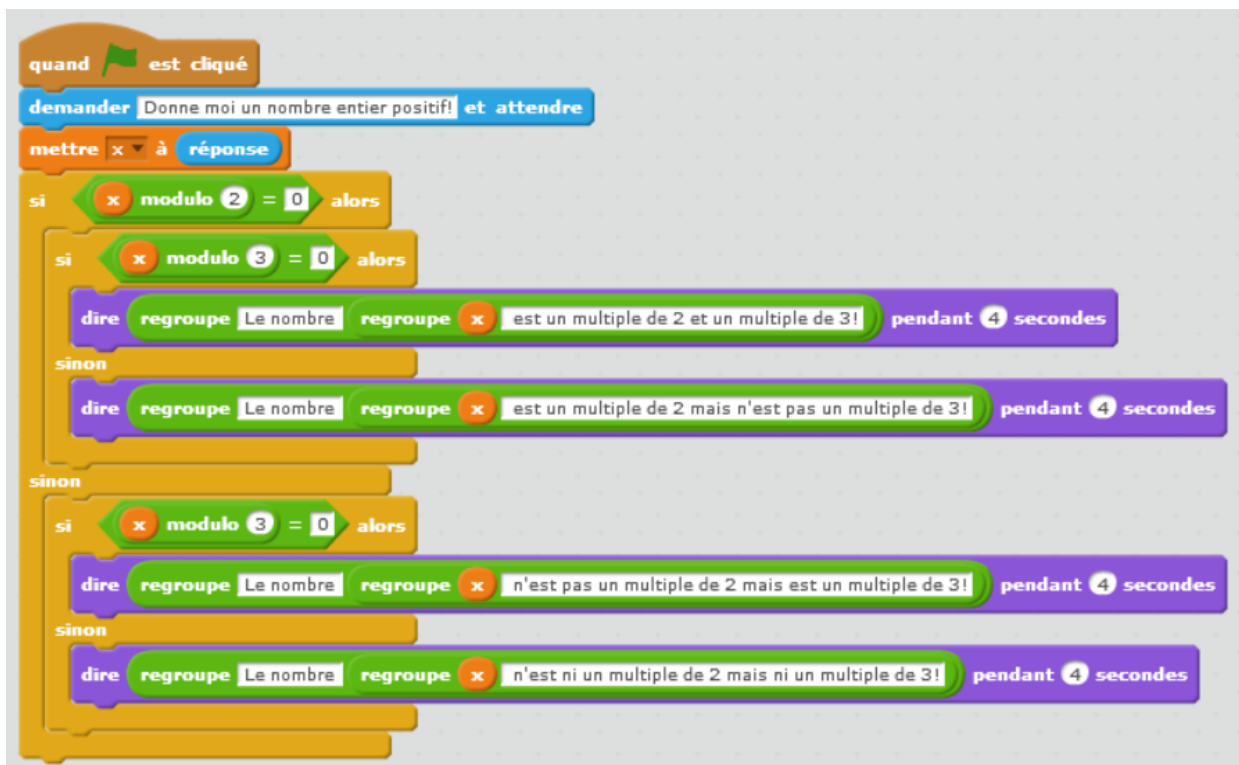 quand est cliqué
demander Donne moi un nombre entier positif! et attendre
mettre x à réponse
si x modulo 2 = 0 alors
si x modulo 3 = 0 alors
dire regroupe Le nombre regroupe x est un multiple de 2 et un multiple de 3! pendant 4 secondes
sinon
dire regroupe Le nombre regroupe x est un multiple de 2 mais n'est pas un multiple de 3! pendant 4 secondes
sinon
si x modulo 3 = 0 alors
dire regroupe Le nombre regroupe x n'est pas un multiple de 2 mais est un multiple de 3! pendant 4 secondes
sinon
dire regroupe Le nombre regroupe x n'est ni un multiple de 2 mais ni un multiple de 3! pendant 4 secondes